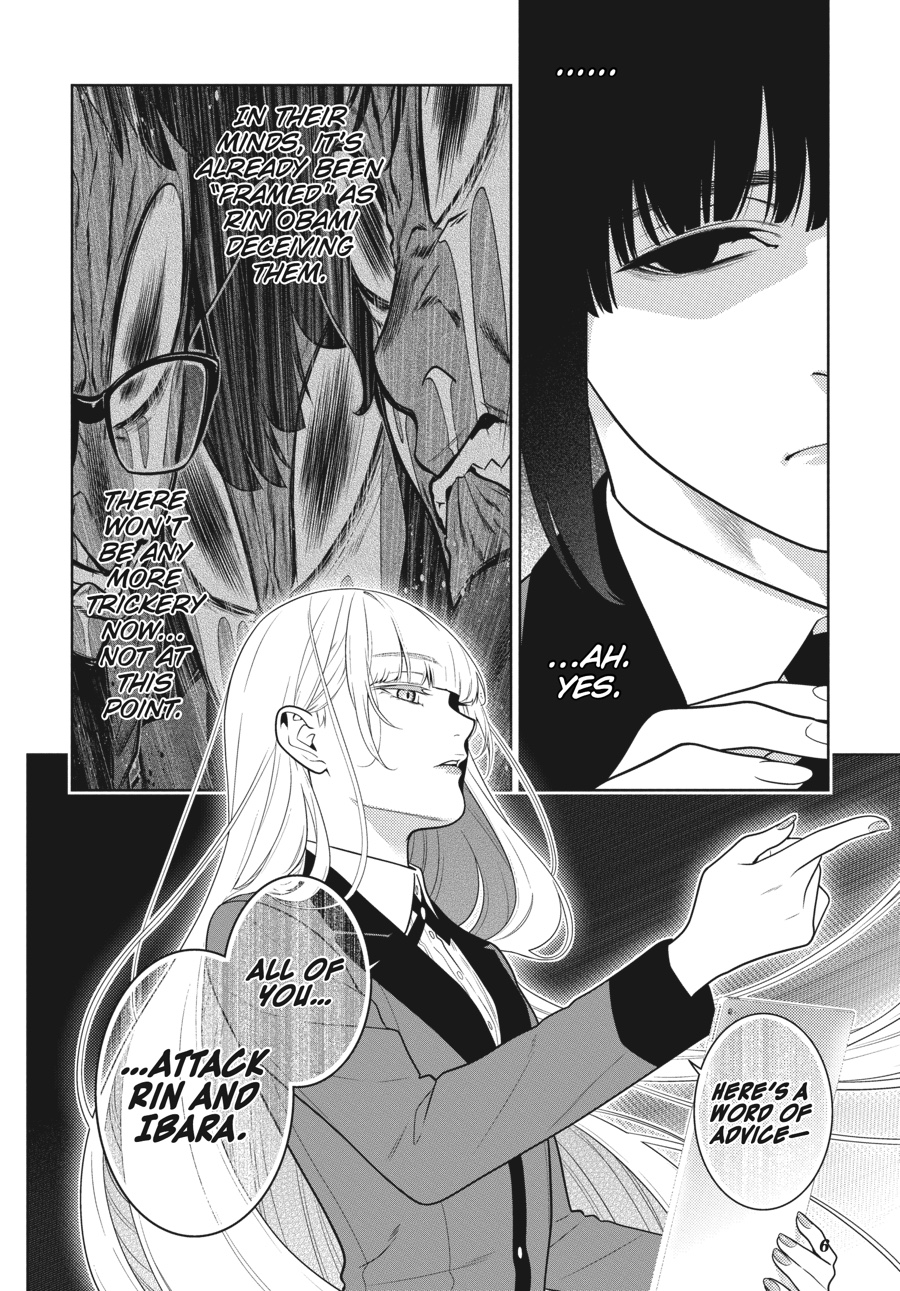 ......
...AH.
YES.
IN THEIR
MINDS, IT'S
ALREADY BEEN
"FRAMED" AS
RIN OBAMI
DECEIVING
THEM.
THERE
WON'T
BE ANY
MORE
TRICKERY
NOW...
NOT AT
THIS
POINT.
HERE'S A
WORD OF
ADVICE—
ALL OF
YOU...
...ATTACK
RIN AND
IBARA.
6